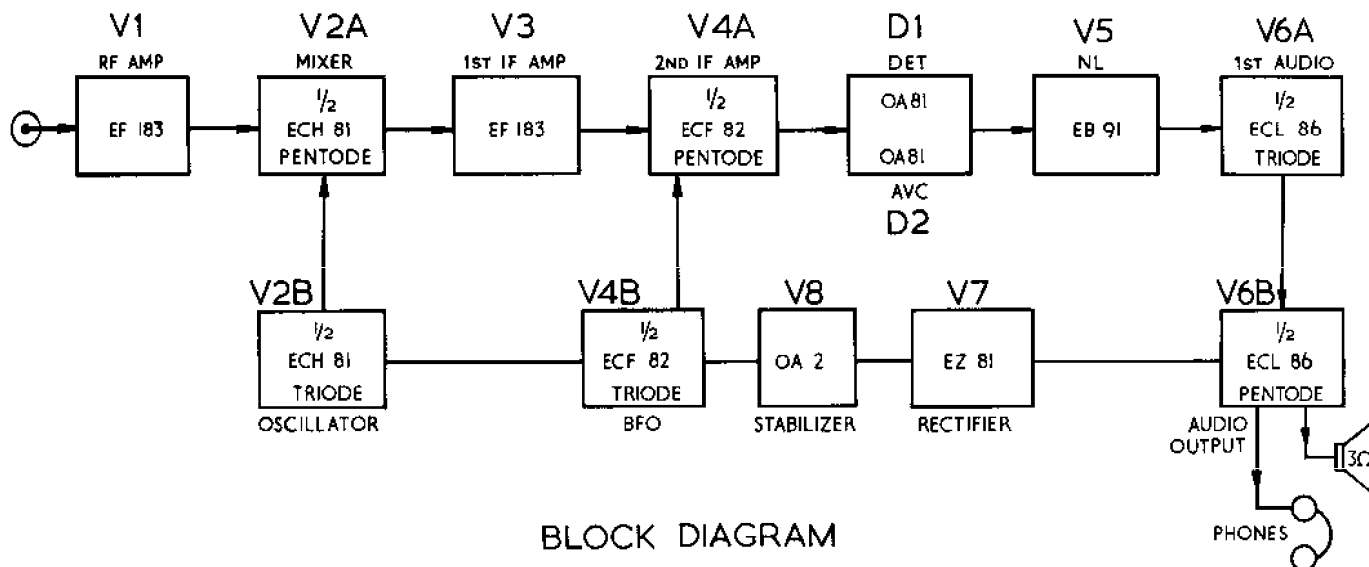 V1
RF AMP
EF 183
V2A
MIXER
1/2
ECH 81
PENTODE
V3
1ST IF AMP
EF 183
V4A
2ND IF AMP
1/2
ECF 82
PENTODE
D1
DET
OA81
OA81
AVC
D2
V5
NL
EB 91
V6A
1ST AUDIO
1/2
ECL 86
TRIODE
V2B
1/2
ECH 81
TRIODE
OSCILLATOR
V4B
1/2
ECF 82
TRIODE
BFO
V8
OA 2
STABILIZER
V7
EZ 81
RECTIFIER
V6B
1/2
ECL 86
PENTODE
AUDIO
OUTPUT
3Ω
PHONES
BLOCK DIAGRAM